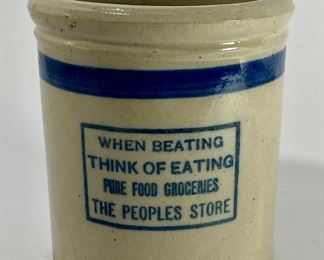 WHEN BEATING
THINK OF EATING
PURE FOOD GROCERIES
THE PEOPLES STORE